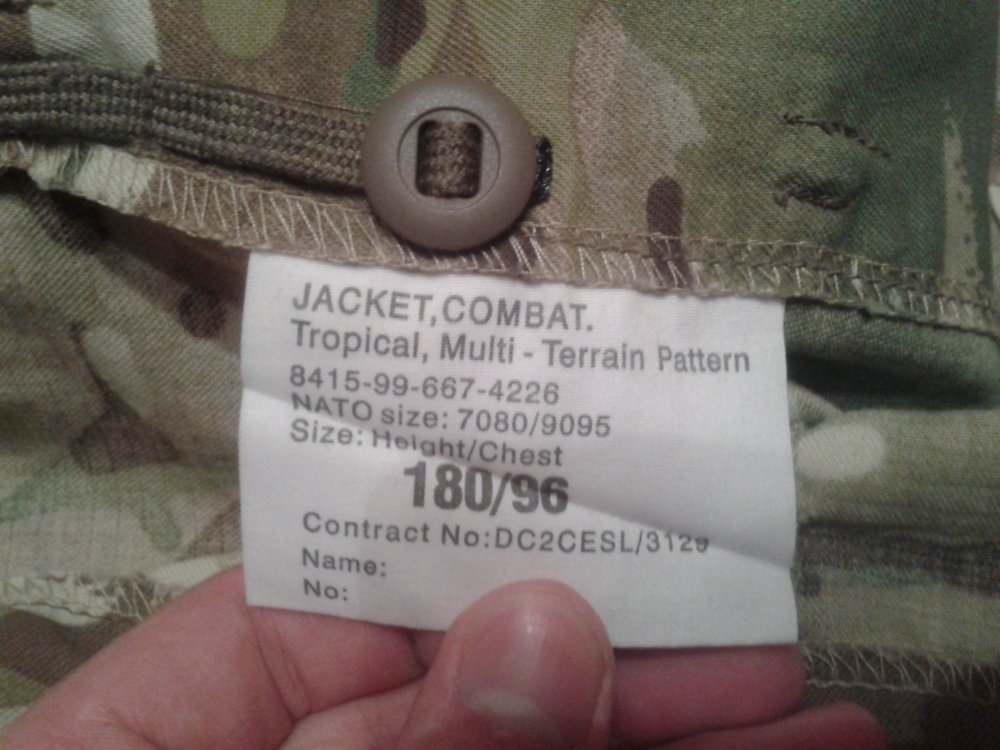 JACKET,COMBAT.
Tropical, Multi - Terrain Pattern
8415-99-667-4226
NATO size: 7080/9095
Size: Height/Chest
180/96
Contract No:DC2CESL/3129
Name:
No: